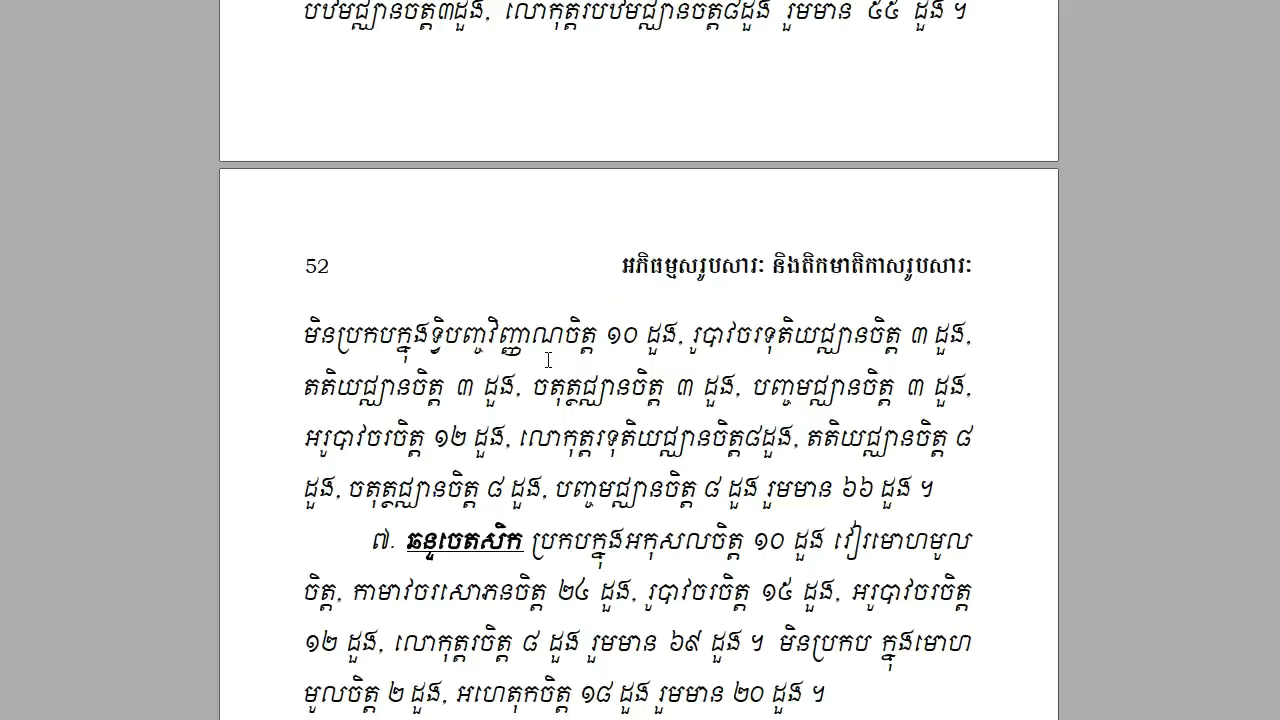 បឋមជ្ឈានចិត្ត៣ដួង, លោកុត្តរបឋមជ្ឈានចិត្ត៨ដួង រួមមាន ៥៥ ដួង ។
52 អភិធម្មសរូបសារៈ និងតិកមាតិកាសរូបសារៈ
មិនប្រកបក្នុងទ្វិបញ្ចវិញ្ញាណចិត្ត ១០ ដួង, រូបាវចរទុតិយជ្ឈានចិត្ត ៣ ដួង,
តតិយជ្ឈានចិត្ត ៣ ដួង, ចតុត្ថជ្ឈានចិត្ត ៣ ដួង, បញ្ចមជ្ឈានចិត្ត ៣ ដួង,
អរូបាវចរចិត្ត ១២ ដួង, លោកុត្តរទុតិយជ្ឈានចិត្ត៨ដួង, តតិយជ្ឈានចិត្ត ៨
ដួង, ចតុត្ថជ្ឈានចិត្ត ៨ ដួង, បញ្ចមជ្ឈានចិត្ត ៨ ដួង រួមមាន ៦៦ ដួង ។
៧. ឆន្ទចេតសិក ប្រកបក្នុងអកុសលចិត្ត ១០ ដួង វៀរមោហមូល
ចិត្ត, កាមាវចរសោភនចិត្ត ២៤ ដួង, រូបាវចរចិត្ត ១៥ ដួង, អរូបាវចរចិត្ត
១២ ដួង, លោកុត្តរចិត្ត ៨ ដួង រួមមាន ៦៩ ដួង ។ មិនប្រកប ក្នុងមោហ
មូលចិត្ត ២ ដួង, អហេតុកចិត្ត ១៨ ដួង រួមមាន ២០ ដួង ។